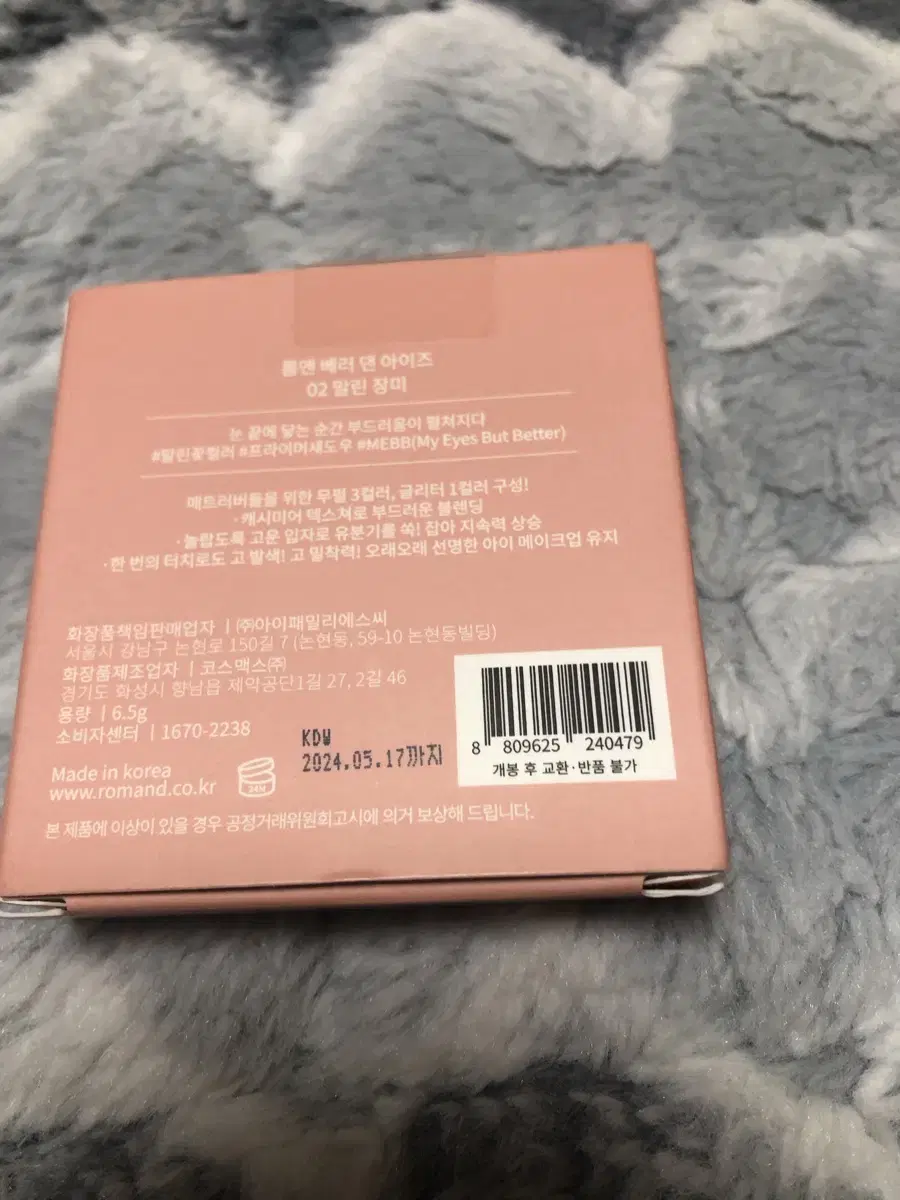 롬앤 베러 댄 아이즈
02 말린 장미
눈 끝에 닿는 순간 부드러움이 펼쳐지다
#말린꽃컬러 #프라이머섀도우 #MEBB(My Eyes But Better)
매트러버들을 위한 무펄 3컬러, 글리터 1컬러 구성!
·캐시미어 텍스쳐로 부드러운 블렌딩
·놀랍도록 고운 입자로 유분기를 쏙! 잡아 지속력 상승
·한 번의 터치로도 고 발색! 고 밀착력! 오래오래 선명한 아이 메이크업 유지
화장품책임판매업자 | ㈜아이패밀리에스씨
서울시 강남구 논현로 150길 7 (논현동, 59-10 논현동빌딩)
화장품제조업자 | 코스맥스㈜
경기도 화성시 향남읍 제약공단1길 27, 2길 46
용량 | 6.5g
소비자센터 | 1670-2238
KDW
2024.05.17까지
8 809625 240479
개봉 후 교환·반품 불가
Made in korea
www.romand.co.kr
24M
본 제품에 이상이 있을 경우 공정거래위원회고시에 의거 보상해 드립니다.